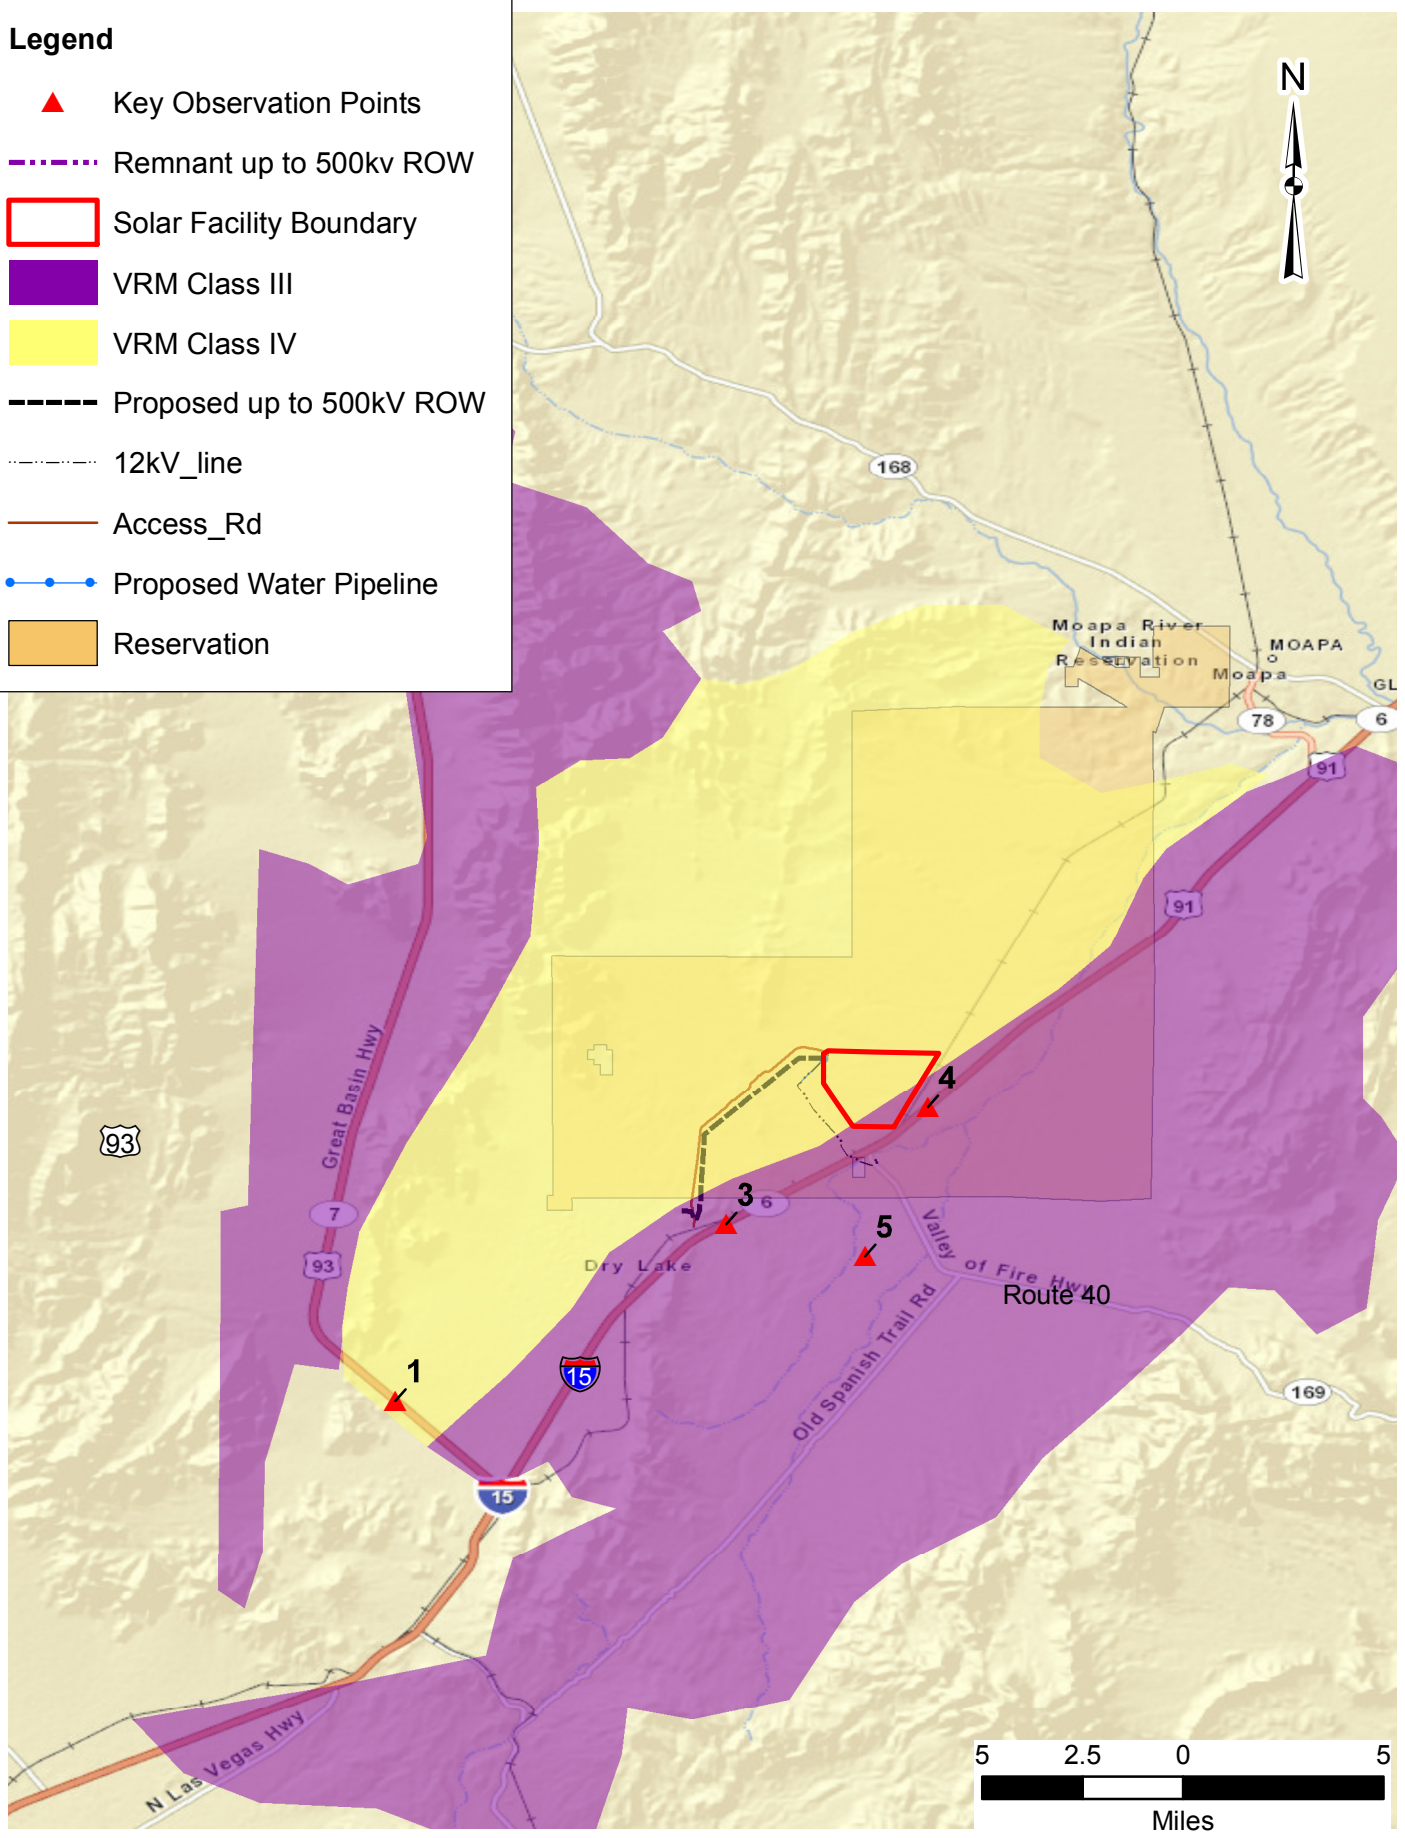 Legend
Key Observation Points
Remnant up to 500kv ROW
Solar Facility Boundary
VRM Class III
VRM Class IV
Proposed up to 500kV ROW
12kV_line
Access_Rd
Proposed Water Pipeline
Reservation
N
168
Moapa River
Indian
Reservation
MOAPA
Moapa
GL
78
6
91
91
Great Basin Hwy
93
4
7
3
6
5
Valley
of Fire Hwy
Route 40
93
Dry Lake
Old Spanish Trail Rd
1
15
169
15
N Las Vegas Hwy
5 2.5 0 5
Miles